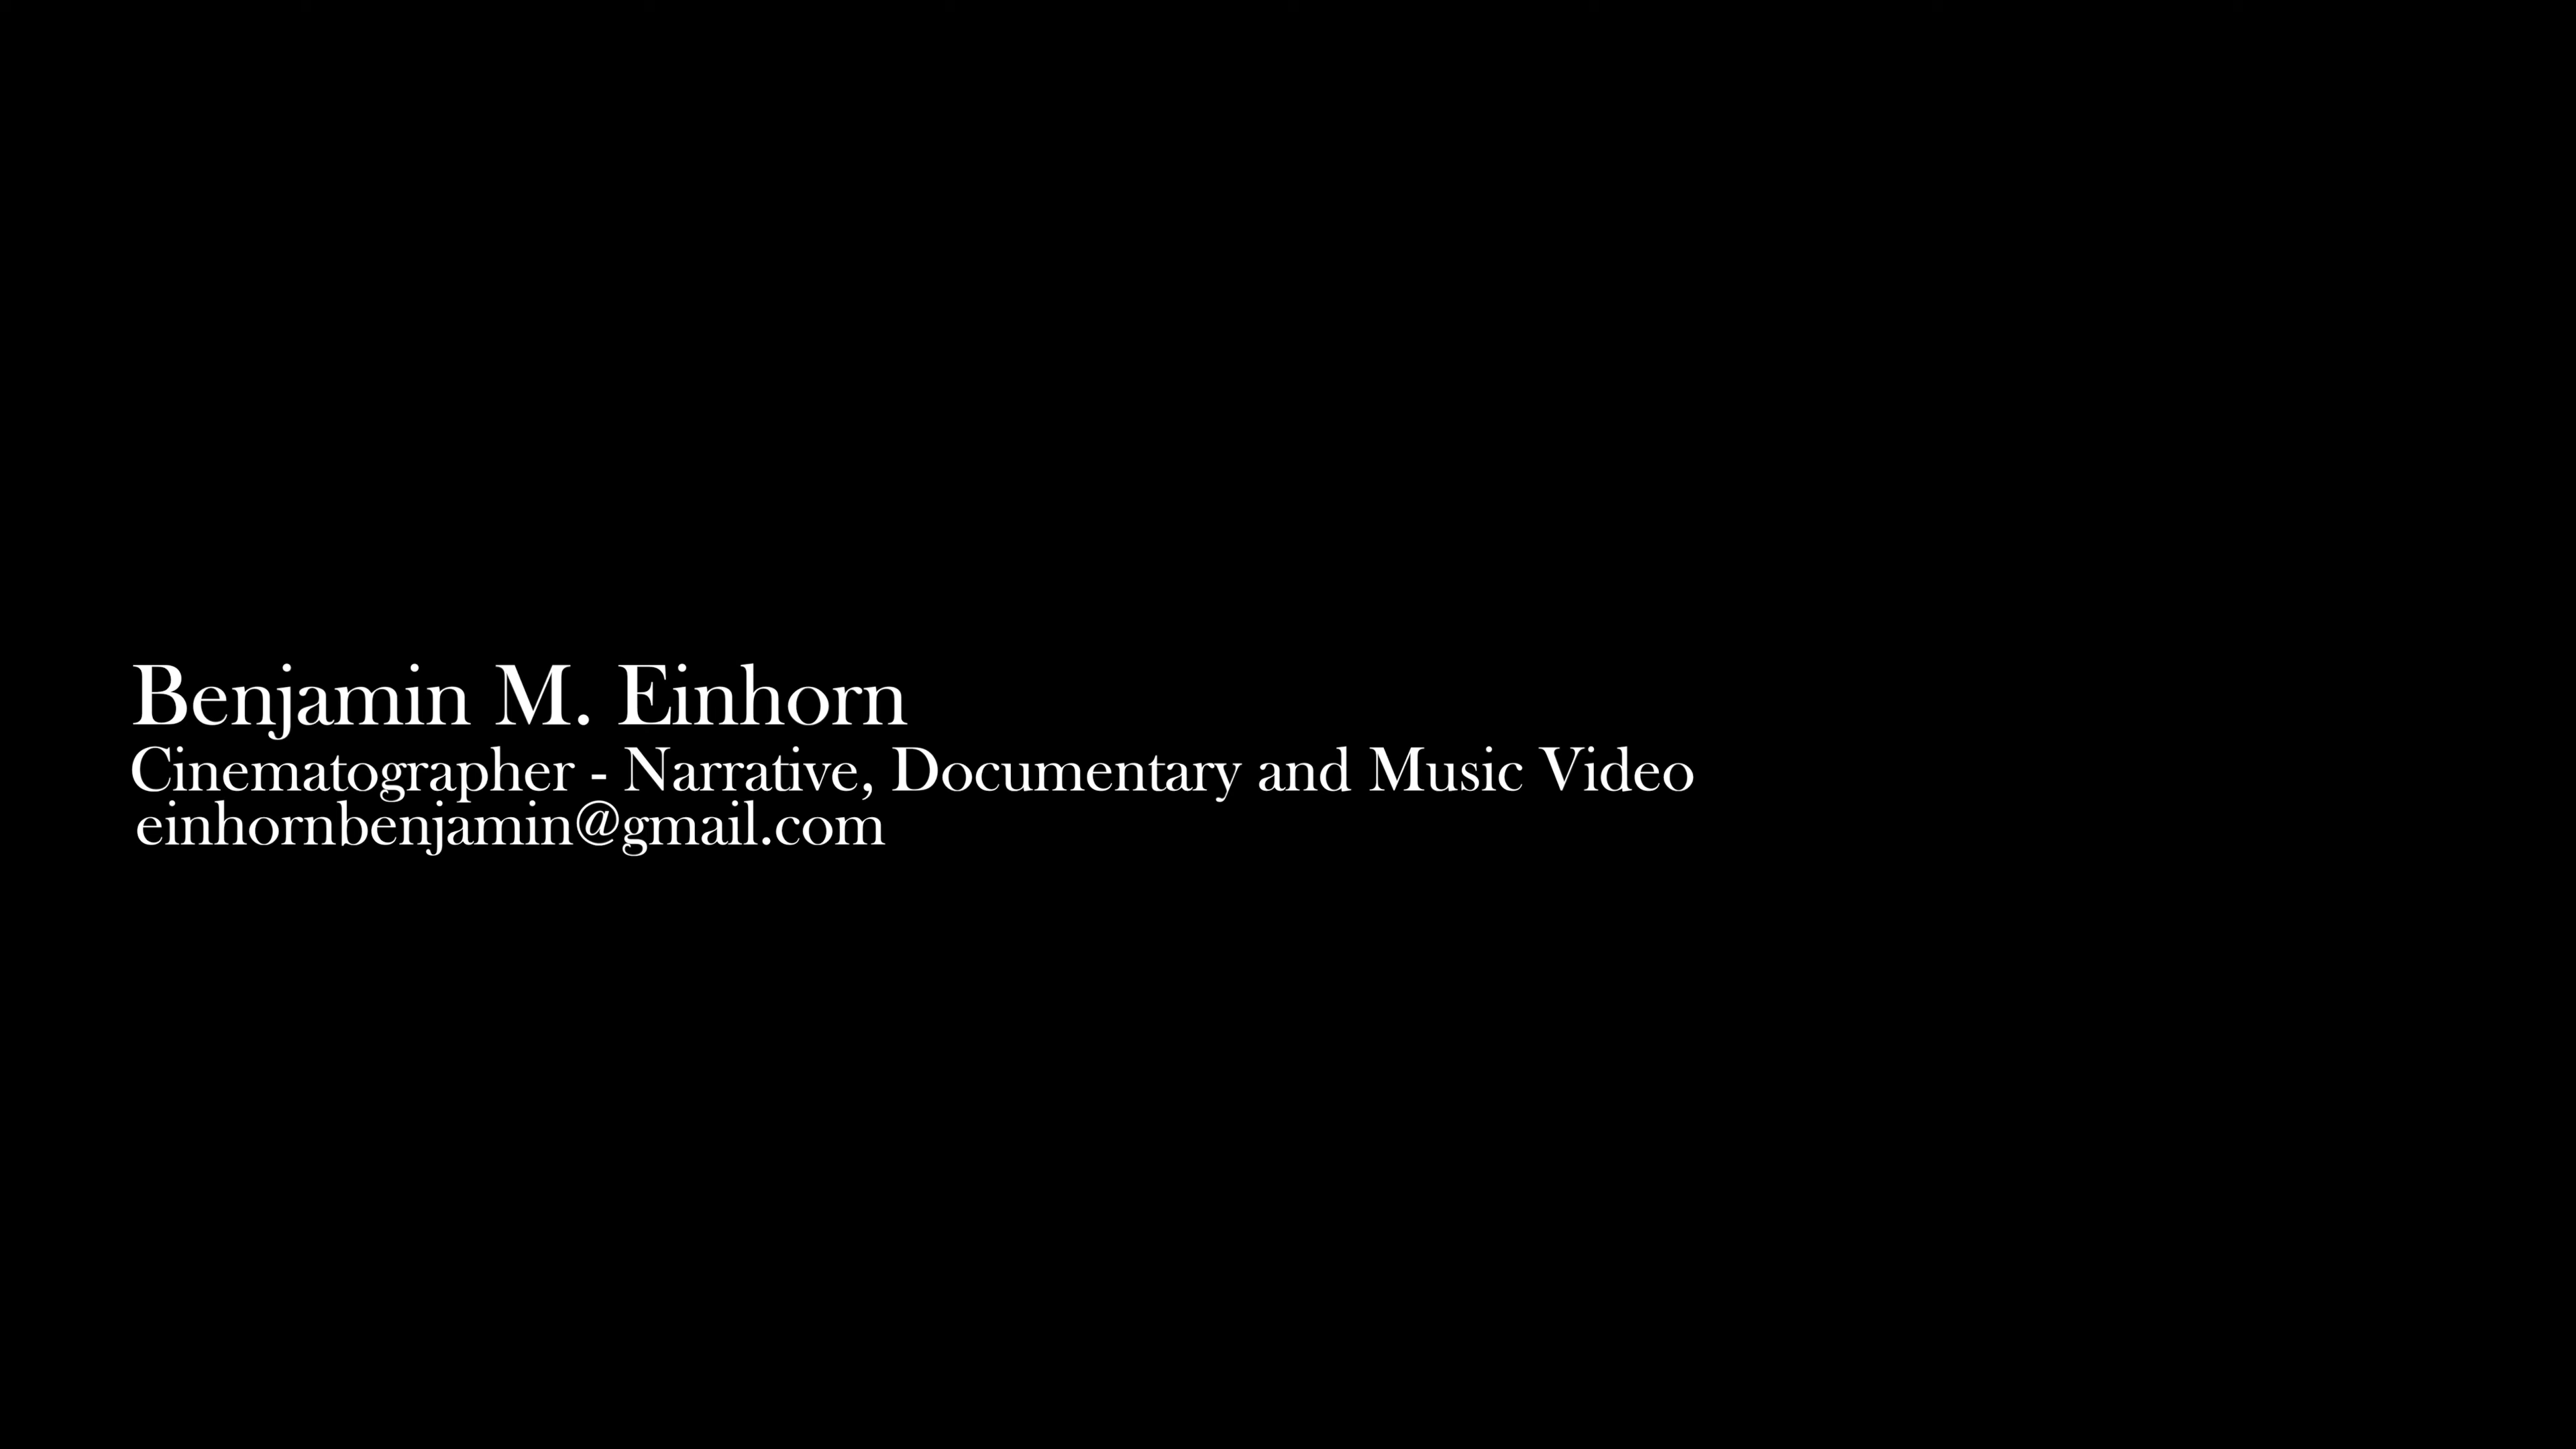 Benjamin M. Einhorn
Cinematographer - Narrative, Documentary and Music Video
einhornbenjamin@gmail.com